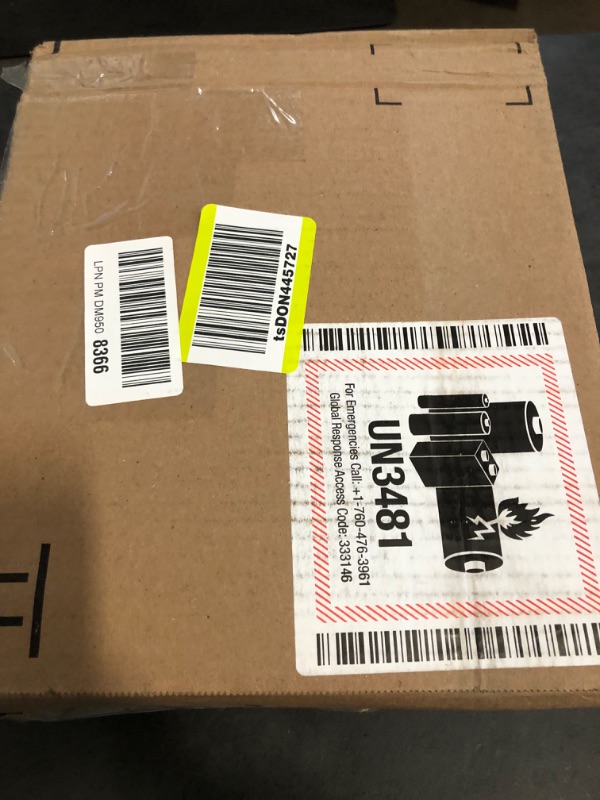 LPN PM DM950 8366
tsDON445727
UN3481
For Emergencies Call: +1-760-476-3961
Global Response Access Code: 333146